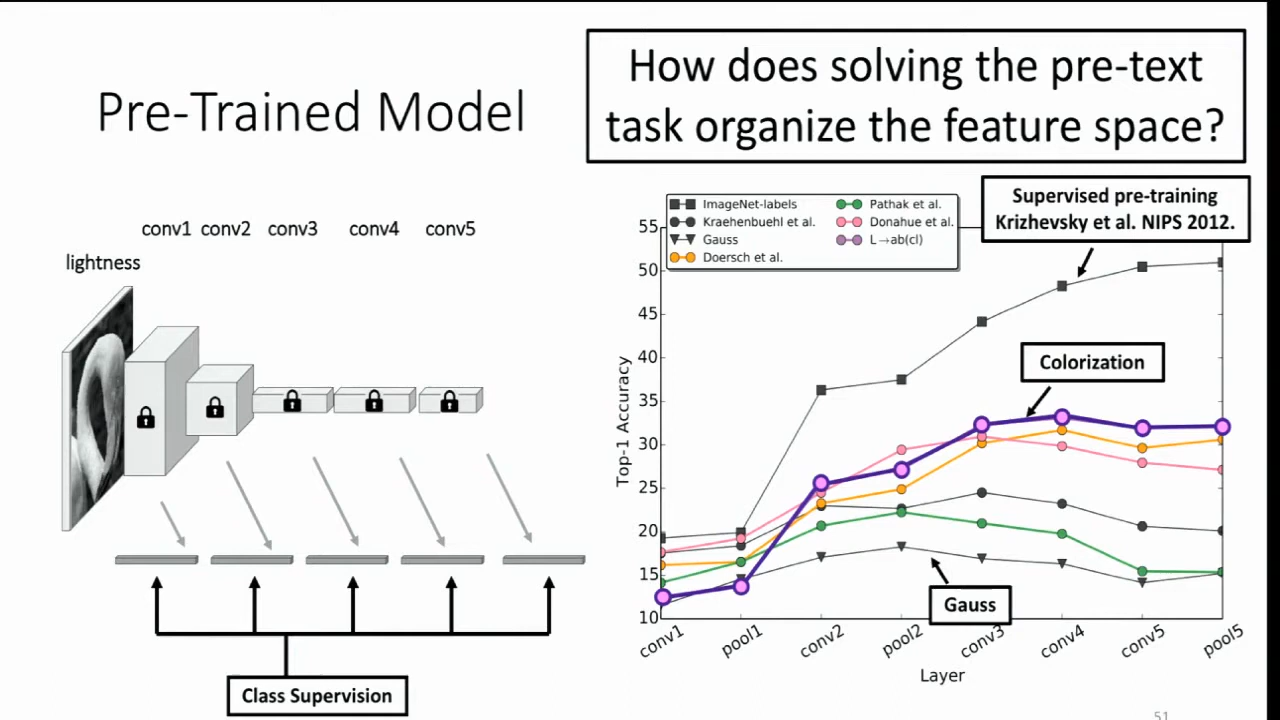 Pre-Trained Model
How does solving the pre-text
task organize the feature space?
conv1 conv2 conv3 conv4 conv5
lightness
Class Supervision
Supervised pre-training
Krizhevsky et al. NIPS 2012.
ImageNet-labels
Kraehenbuehl et al.
Gauss
Doersch et al.
Pathak et al.
Donahue et al.
L→ab(cl)
Colorization
Gauss
Top-1 Accuracy
55
50
45
40
35
30
25
20
15
10
conv1 pool1 conv2 pool2 conv3 conv4 conv5 pool5
Layer
51